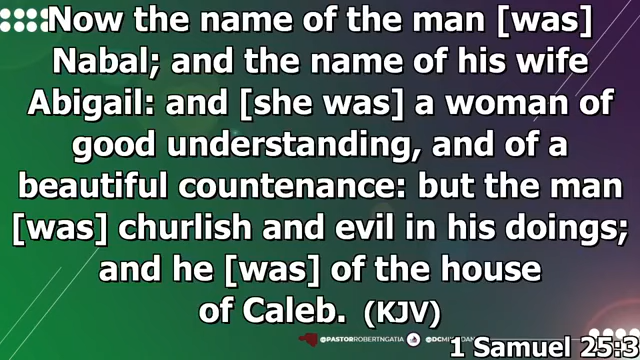 Now the name of the man [was]
Nabal; and the name of his wife
Abigail: and [she was] a woman of
good understanding, and of a
beautiful countenance: but the man
[was] churlish and evil in his doings;
and he [was] of the house
of Caleb. (KJV)
@PASTORROBERTNGATIA
1 Samuel 25:3